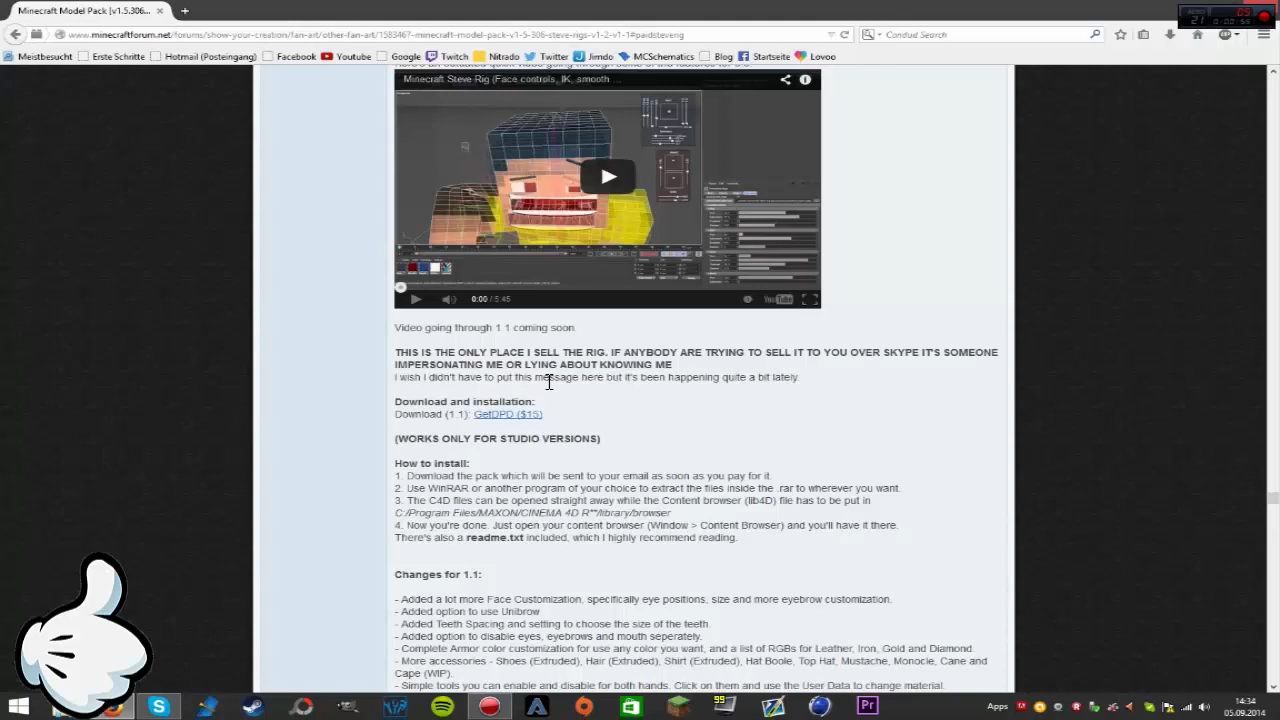 Minecraft Model Pack [v1.5.306...
www.minecraftforum.net/forums/show-your-creation/fan-art/other-fan-art/1583467-minecraft-model-pack-v1-5-306-steve-rigs-v1-2-v1-1#paidsteveng
Conduit Search
Meistbesucht Erste Schritte Hotmail (Posteingang) Facebook Youtube Google Twitch Nitrado Twitter Jimdo MCSchematics Blog Startseite Lovoo
Minecraft Steve Rig (Face controls, IK, smooth ...
0:00 / 5:45
YouTube
Video going through 1.1 coming soon.
THIS IS THE ONLY PLACE I SELL THE RIG. IF ANYBODY ARE TRYING TO SELL IT TO YOU OVER SKYPE IT'S SOMEONE
IMPERSONATING ME OR LYING ABOUT KNOWING ME
I wish I didn't have to put this message here but it's been happening quite a bit lately.
Download and installation:
Download (1.1): GetDPD ($15)
(WORKS ONLY FOR STUDIO VERSIONS)
How to install:
1. Download the pack which will be sent to your email as soon as you pay for it.
2. Use WinRAR or another program of your choice to extract the files inside the .rar to wherever you want.
3. The C4D files can be opened straight away while the Content browser (lib4D) file has to be put in
C:/Program Files/MAXON/CINEMA 4D R**/library/browser
4. Now you're done. Just open your content browser (Window > Content Browser) and you'll have it there.
There's also a readme.txt included, which I highly recommend reading.
Changes for 1.1:
- Added a lot more Face Customization, specifically eye positions, size and more eyebrow customization.
- Added option to use Unibrow
- Added Teeth Spacing and setting to choose the size of the teeth.
- Added option to disable eyes, eyebrows and mouth seperately.
- Complete Armor color customization for use any color you want, and a list of RGBs for Leather, Iron, Gold and Diamond.
- More accessories - Shoes (Extruded), Hair (Extruded), Shirt (Extruded), Hat Boole, Top Hat, Mustache, Monocle, Cane and
Cape (WIP).
- Simple tools you can enable and disable for both hands. Click on them and use the User Data to change material.
99
Pr
Apps
14:34
05.09.2014